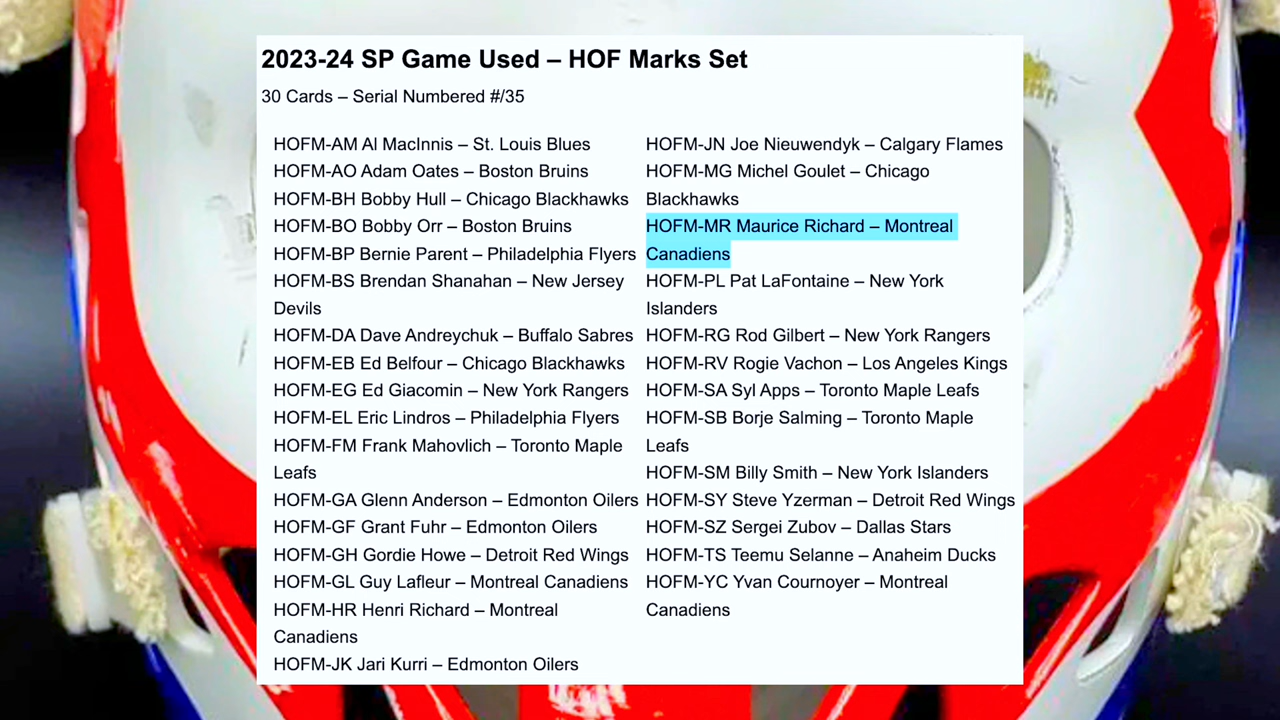 2023-24 SP Game Used – HOF Marks Set
30 Cards – Serial Numbered #/35
HOFM-AM Al MacInnis – St. Louis Blues
HOFM-AO Adam Oates – Boston Bruins
HOFM-BH Bobby Hull – Chicago Blackhawks
HOFM-BO Bobby Orr – Boston Bruins
HOFM-BP Bernie Parent – Philadelphia Flyers
HOFM-BS Brendan Shanahan – New Jersey
Devils
HOFM-DA Dave Andreychuk – Buffalo Sabres
HOFM-EB Ed Belfour – Chicago Blackhawks
HOFM-EG Ed Giacomin – New York Rangers
HOFM-EL Eric Lindros – Philadelphia Flyers
HOFM-FM Frank Mahovlich – Toronto Maple
Leafs
HOFM-GA Glenn Anderson – Edmonton Oilers
HOFM-GF Grant Fuhr – Edmonton Oilers
HOFM-GH Gordie Howe – Detroit Red Wings
HOFM-GL Guy Lafleur – Montreal Canadiens
HOFM-HR Henri Richard – Montreal
Canadiens
HOFM-JK Jari Kurri – Edmonton Oilers
HOFM-JN Joe Nieuwendyk – Calgary Flames
HOFM-MG Michel Goulet – Chicago
Blackhawks
HOFM-MR Maurice Richard – Montreal
Canadiens
HOFM-PL Pat LaFontaine – New York
Islanders
HOFM-RG Rod Gilbert – New York Rangers
HOFM-RV Rogie Vachon – Los Angeles Kings
HOFM-SA Syl Apps – Toronto Maple Leafs
HOFM-SB Borje Salming – Toronto Maple
Leafs
HOFM-SM Billy Smith – New York Islanders
HOFM-SY Steve Yzerman – Detroit Red Wings
HOFM-SZ Sergei Zubov – Dallas Stars
HOFM-TS Teemu Selanne – Anaheim Ducks
HOFM-YC Yvan Cournoyer – Montreal
Canadiens